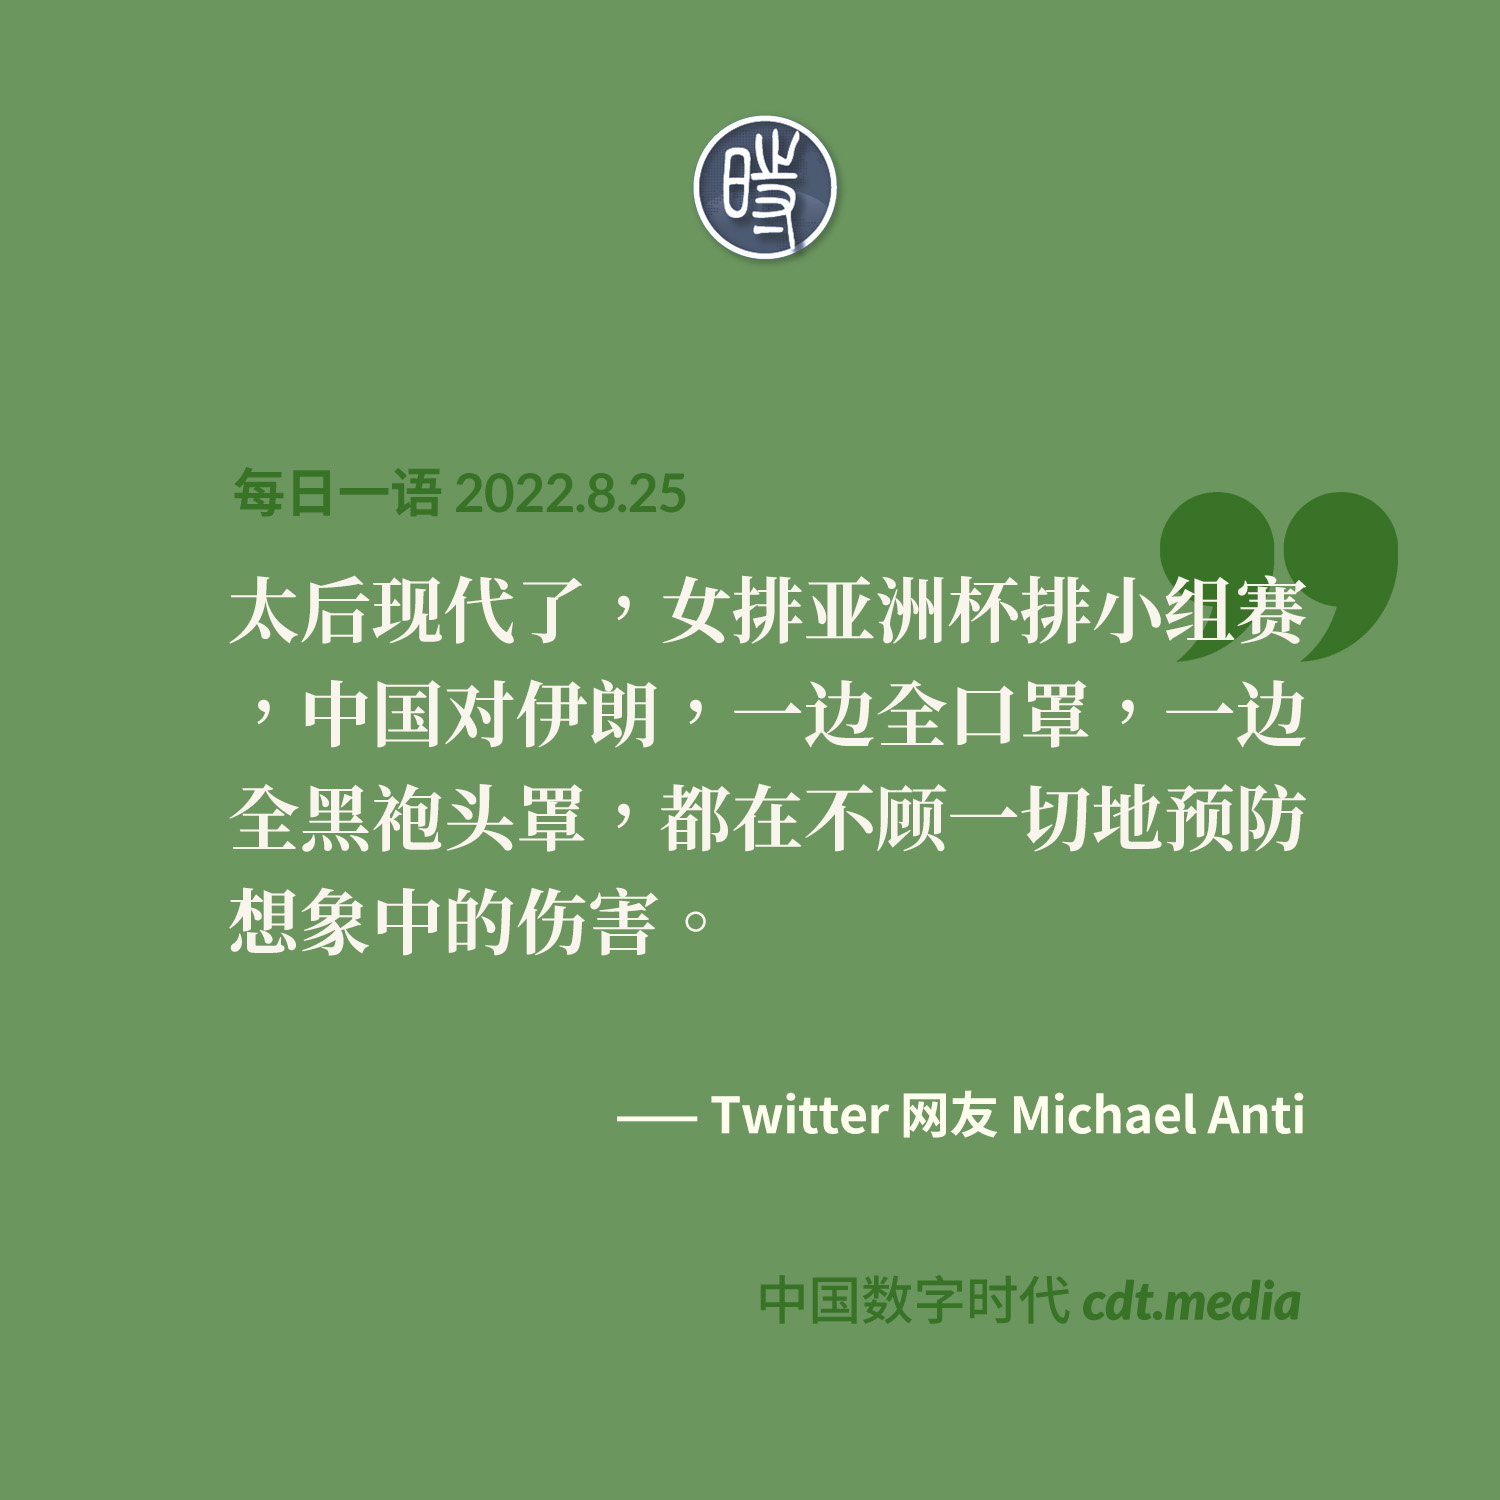 時
每日一语 2022.8.25
太后现代了，女排亚洲杯排小组赛
，中国对伊朗，一边全口罩，一边
全黑袍头罩，都在不顾一切地预防
想象中的伤害。
—— Twitter 网友 Michael Anti
中国数字时代 cdt.media